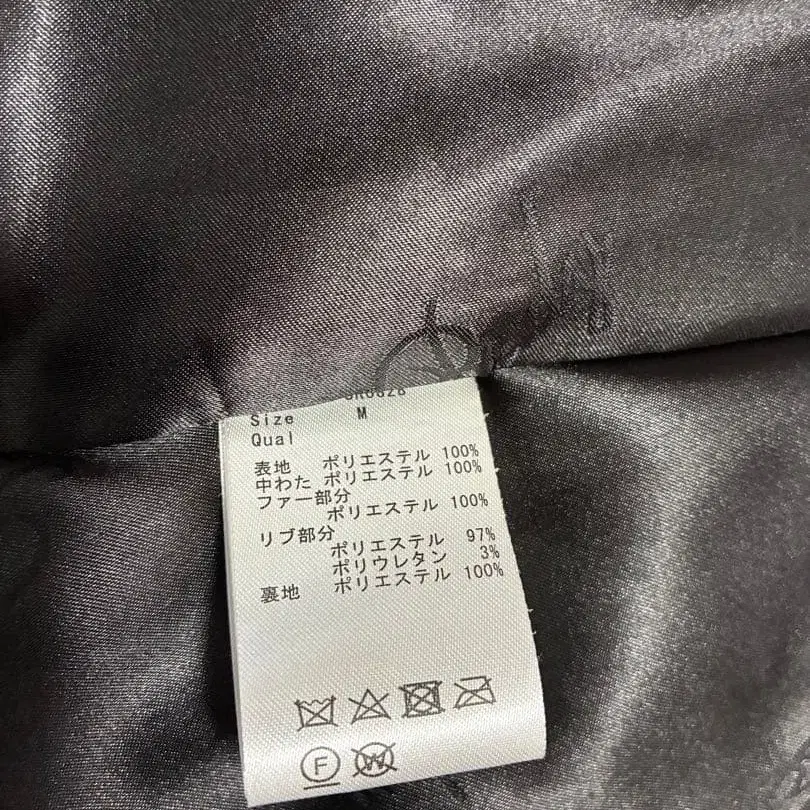 Size M
Qual
表地 ポリエステル 100%
中わた ポリエステル 100%
ファー部分
ポリエステル 100%
リブ部分
ポリエステル 97%
ポリウレタン 3%
裏地 ポリエステル 100%
F
W